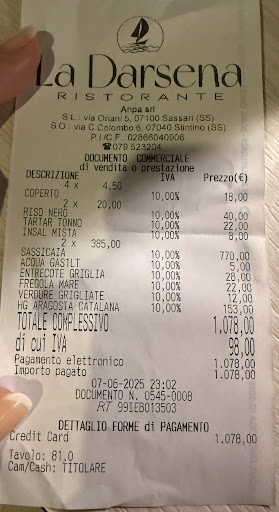 La Darsena
RISTORANTE
Anpa srl
S.L: via Oriani 5, 07100 Sassari (SS)
S.O: via C.Colombo 6, 07040 Stintino (SS)
P.I/C.F: 02866040906
☎079 523204
DOCUMENTO COMMERCIALE
di vendita o prestazione
DESCRIZIONE IVA Prezzo(€)
4 x 4,50
COPERTO 10,00% 18,00
2 x 20,00
RISO NERO 10,00% 40,00
TARTAR TONNO 10,00% 22,00
INSAL MISTA 10,00% 8,00
2 x 385,00
SASSICAIA 10,00% 770,00
ACQUA GAS1LT 10,00% 5,00
ENTRECOTE GRIGLIA 10,00% 28,00
FREGOLA MARE 10,00% 22,00
VERDURE GRIGLIATE 10,00% 12,00
HG ARAGOSTA CATALANA 10,00% 153,00
TOTALE COMPLESSIVO 1.078,00
di cui IVA 98,00
Pagamento elettronico 1.078,00
Importo pagato 1.078,00
07-06-2025 23:02
DOCUMENTO N. 0545-0008
RT 99IEB013503
DETTAGLIO FORME di PAGAMENTO
Credit Card 1.078,00
Tavolo: 81.0
Cam/Cash: TITOLARE